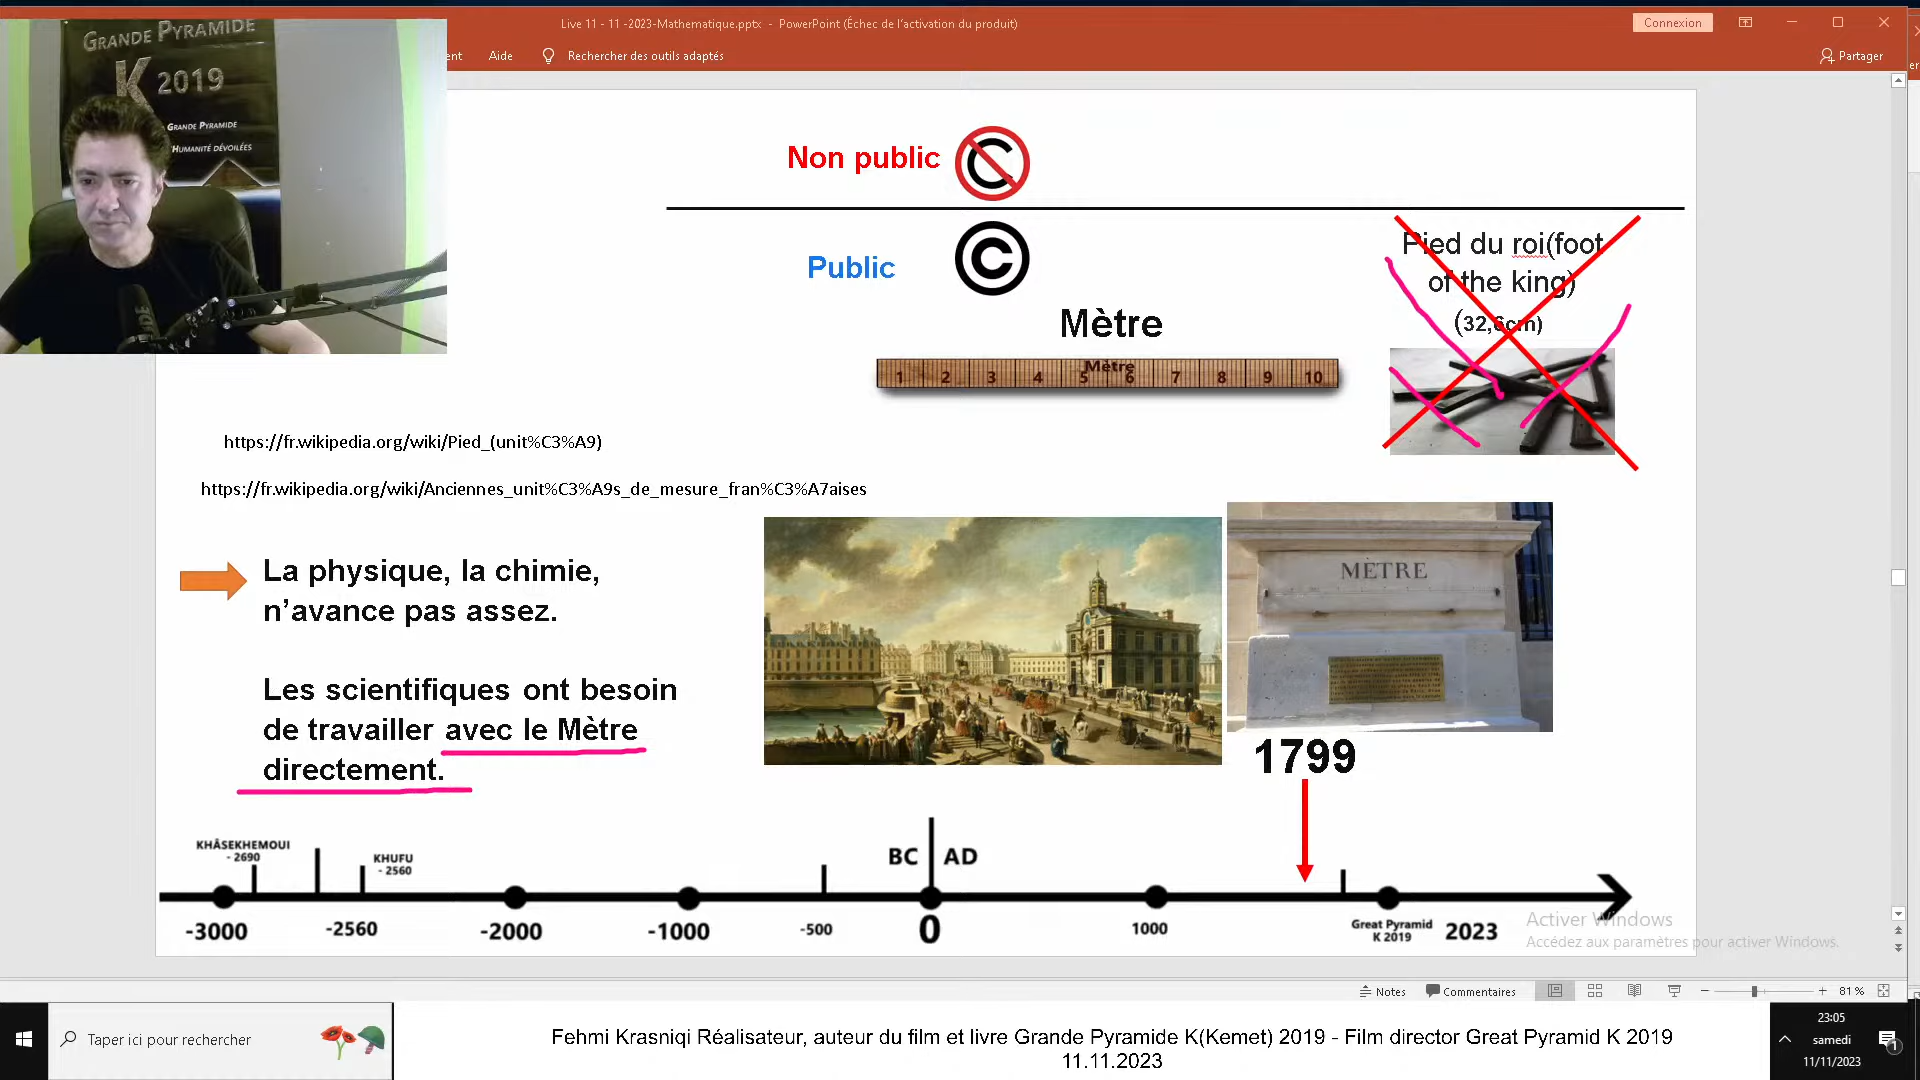 Live 11 - 11 -2023-Mathematique.pptx - PowerPoint (Échec de l'activation du produit)
Connexion
ent
Aide
Rechercher des outils adaptés
Partager
er
GRANDE PYRAMIDE
K 2019
GRANDE PYRAMIDE
HUMANITÉ DÉVOILÉES
Non public
Public
Pied du roi(foot
of the king)
(32,6cm)
Mètre
Mètre
1 2 3 4 5 6 7 8 9 10
https://fr.wikipedia.org/wiki/Pied_(unit%C3%A9)
https://fr.wikipedia.org/wiki/Anciennes_unit%C3%A9s_de_mesure_fran%C3%A7aises
La physique, la chimie,
n'avance pas assez.
Les scientifiques ont besoin
de travailler avec le Mètre
directement.
METRE
1799
KHÂSEKHEMOUI
- 2690
KHUFU
- 2560
BC AD
-3000 -2560 -2000 -1000 -500 0 1000
Great Pyramid
K 2019
2023
Activer Windows
Accédez aux paramètres pour activer Windows.
Notes
Commentaires
81 %
Taper ici pour rechercher
Fehmi Krasniqi Réalisateur, auteur du film et livre Grande Pyramide K(Kemet) 2019 - Film director Great Pyramid K 2019
11.11.2023
23:05
samedi
11/11/2023
1